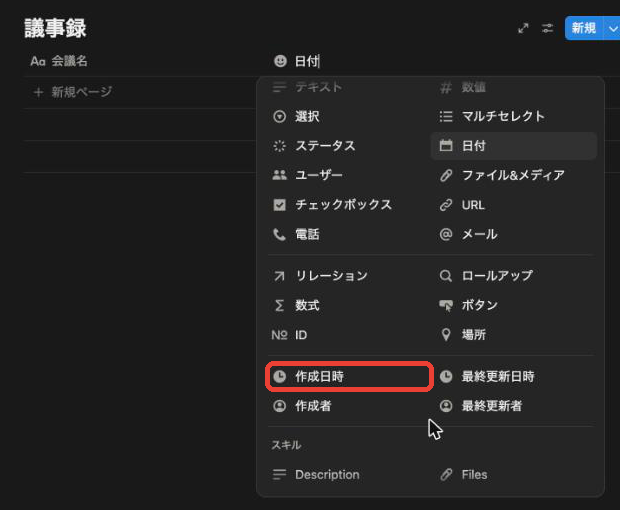 議事録
新規
Aa 会議名
日付
+ 新規ページ
テキスト
# 数値
選択
マルチセレクト
ステータス
日付
ユーザー
ファイル&メディア
チェックボックス
URL
電話
@ メール
リレーション
ロールアップ
Σ 数式
ボタン
№ ID
場所
作成日時
最終更新日時
作成者
最終更新者
スキル
Description
Files